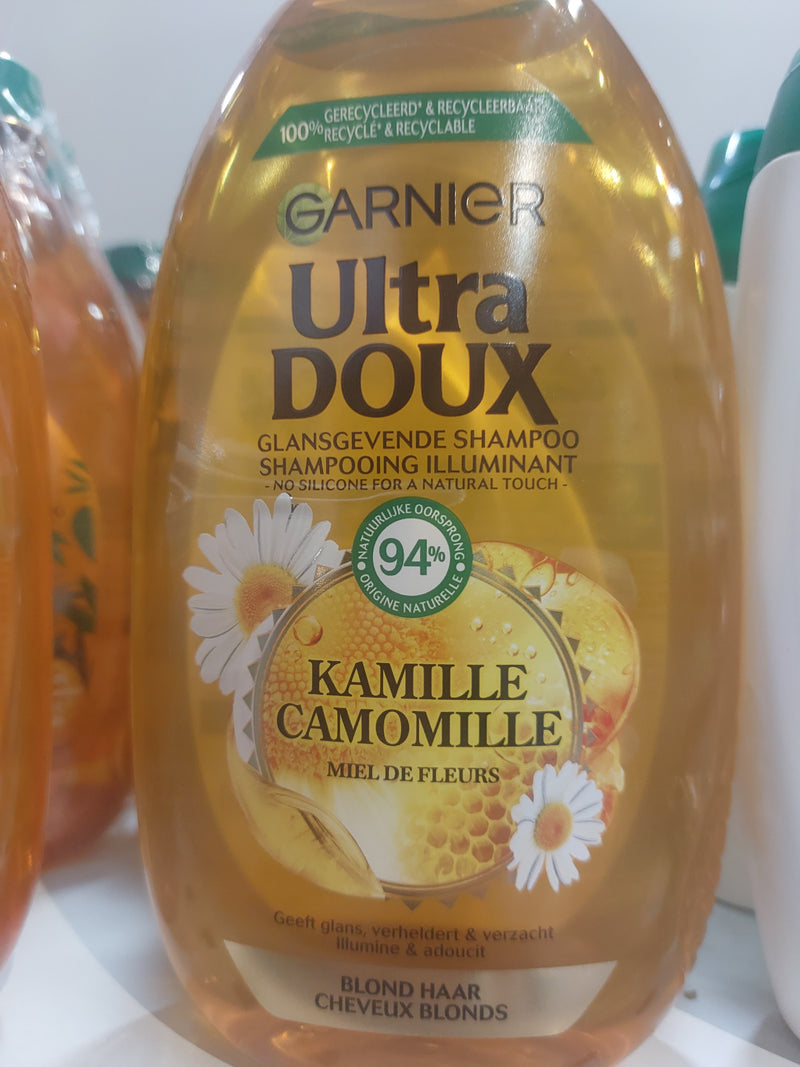 100% GERECYCLEERD* & RECYCLEERBAAR
RECYCLÉ* & RECYCLABLE
GARNIER
Ultra
DOUX
GLANSGEVENDE SHAMPOO
SHAMPOOING ILLUMINANT
- NO SILICONE FOR A NATURAL TOUCH -
NATUURLIJKE OORSPRONG
94%
ORIGINE NATURELLE
KAMILLE
CAMOMILLE
MIEL DE FLEURS
Geeft glans, verheldert & verzacht
Illumine & adoucit
BLOND HAAR
CHEVEUX BLONDS